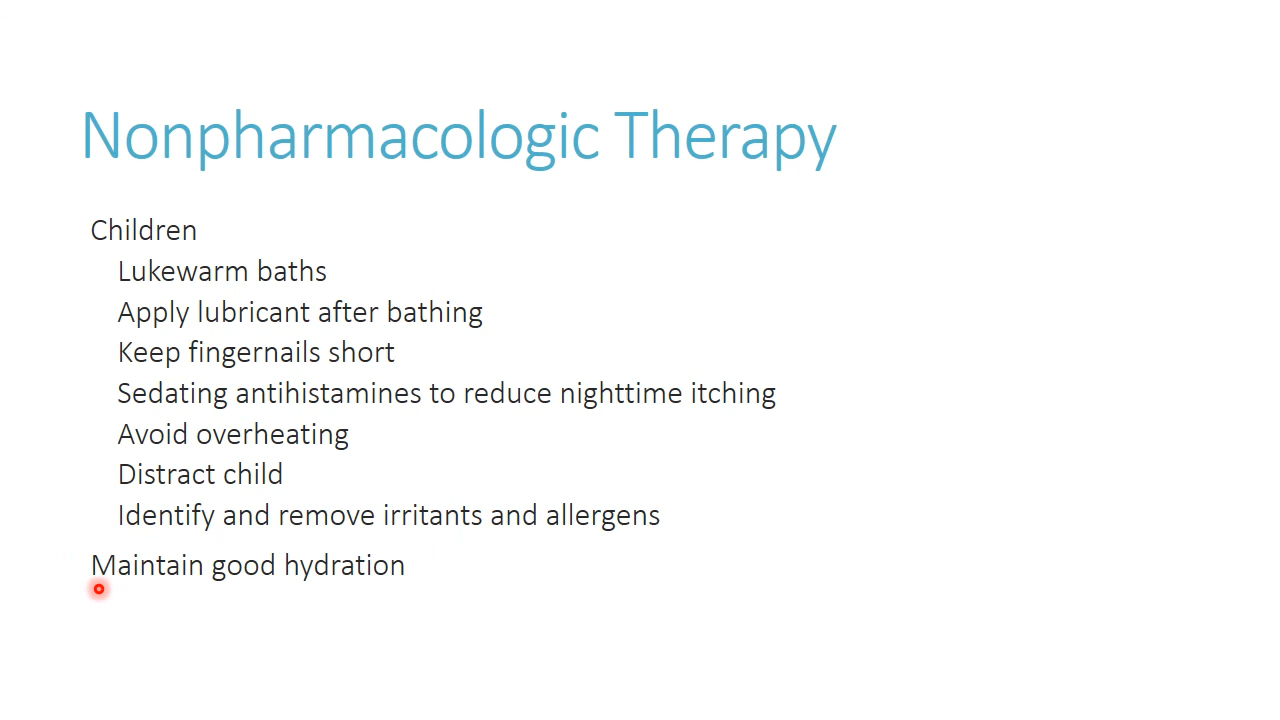 Nonpharmacologic Therapy
Children
Lukewarm baths
Apply lubricant after bathing
Keep fingernails short
Sedating antihistamines to reduce nighttime itching
Avoid overheating
Distract child
Identify and remove irritants and allergens
Maintain good hydration